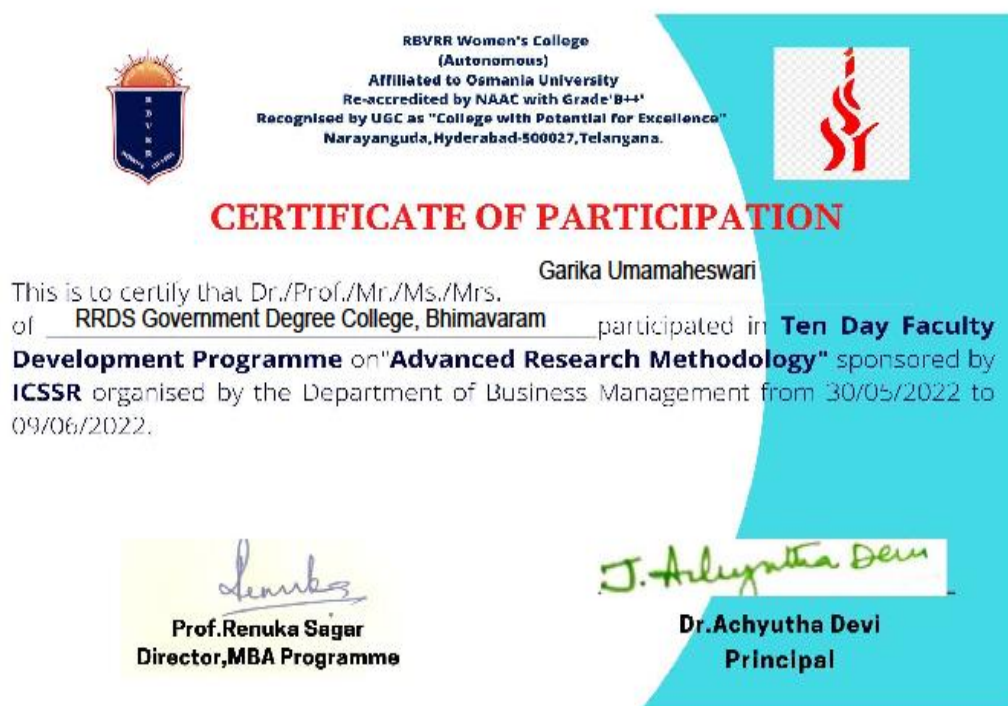 RBVRR Women's College
(Autonomous)
Affiliated to Osmania University
Re-accredited by NAAC with Grade'B++'
Recognised by UGC as "College with Potential for Excellence"
Narayanguda,Hyderabad-500027,Telangana.
RBVRR
CERTIFICATE OF PARTICIPATION
Garika Umamaheswari
This is to certify that Dr./Prof./Mr./Ms./Mrs.
of RRDS Government Degree College, Bhimavaram participated in Ten Day Faculty
Development Programme on"Advanced Research Methodology" sponsored by
ICSSR organised by the Department of Business Management from 30/05/2022 to
09/06/2022.
Renuka
J. Achyutha Devi
Prof.Renuka Sagar
Director,MBA Programme
Dr.Achyutha Devi
Principal